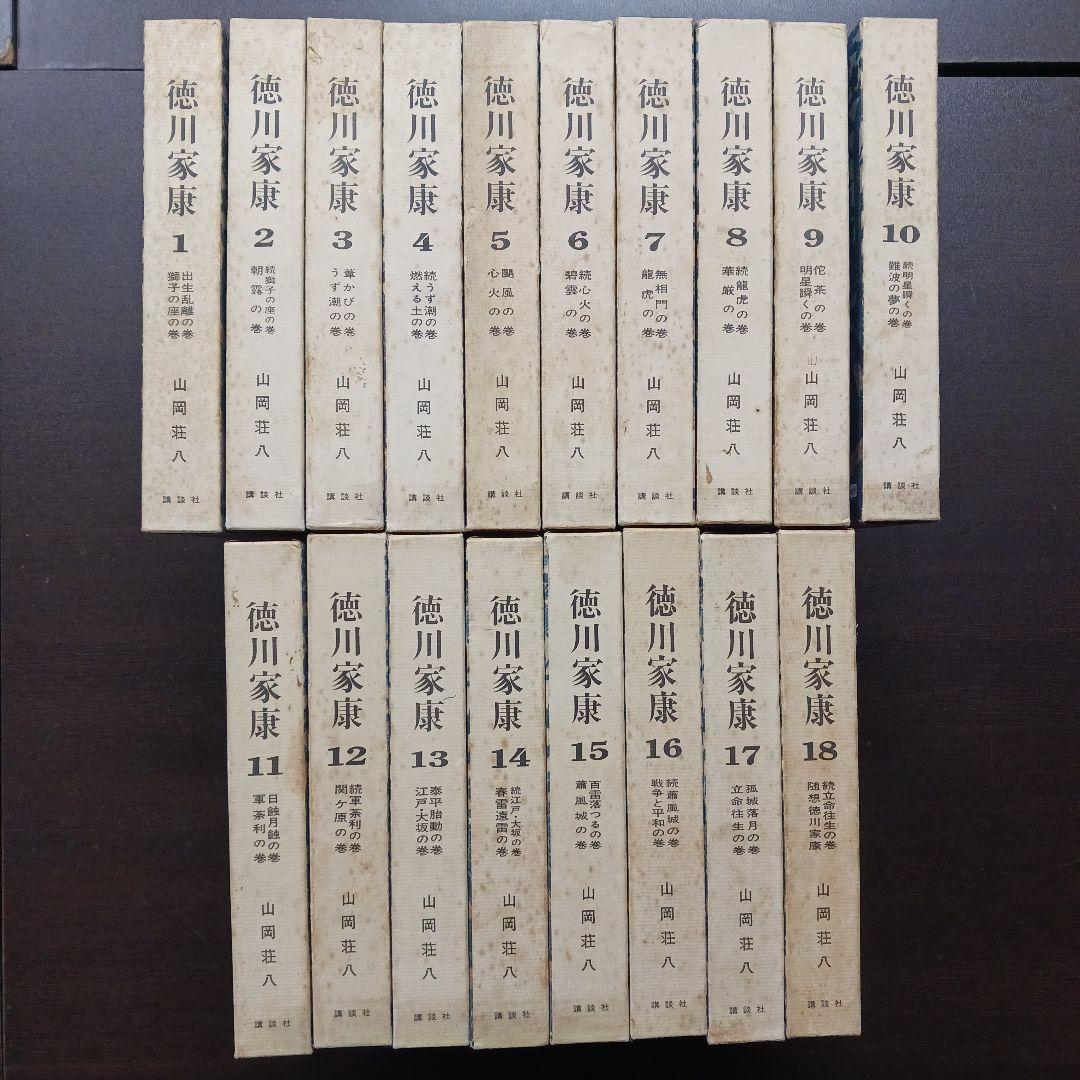 徳川家康
1
出生乱離の巻
獅子の座の巻
山岡荘八
講談社
徳川家康
2
続獅子の座の巻
朝露の巻
山岡荘八
講談社
徳川家康
3
葦かびの巻
うず潮の巻
山岡荘八
講談社
徳川家康
4
続うず潮の巻
燃える土の巻
山岡荘八
講談社
徳川家康
5
颶風の巻
心火の巻
山岡荘八
講談社
徳川家康
6
続心火の巻
碧雲の巻
山岡荘八
講談社
徳川家康
7
無相門の巻
龍虎の巻
山岡荘八
講談社
徳川家康
8
続龍虎の巻
華厳の巻
山岡荘八
講談社
徳川家康
9
佗茶の巻
明星瞬くの巻
山岡荘八
講談社
徳川家康
10
続明星瞬くの巻
難波の夢の巻
山岡荘八
講談社
徳川家康
11
日蝕月蝕の巻
軍荼利の巻
山岡荘八
講談社
徳川家康
12
続軍荼利の巻
関ケ原の巻
山岡荘八
講談社
徳川家康
13
泰平胎動の巻
江戸・大坂の巻
山岡荘八
講談社
徳川家康
14
続江戸・大坂の巻
春雷遠雷の巻
山岡荘八
講談社
徳川家康
15
百雷落つるの巻
蕭風城の巻
山岡荘八
講談社
徳川家康
16
続蕭風城の巻
戦争と平和の巻
山岡荘八
講談社
徳川家康
17
孤城落月の巻
立命往生の巻
山岡荘八
講談社
徳川家康
18
続立命往生の巻
随想徳川家康
山岡荘八
講談社